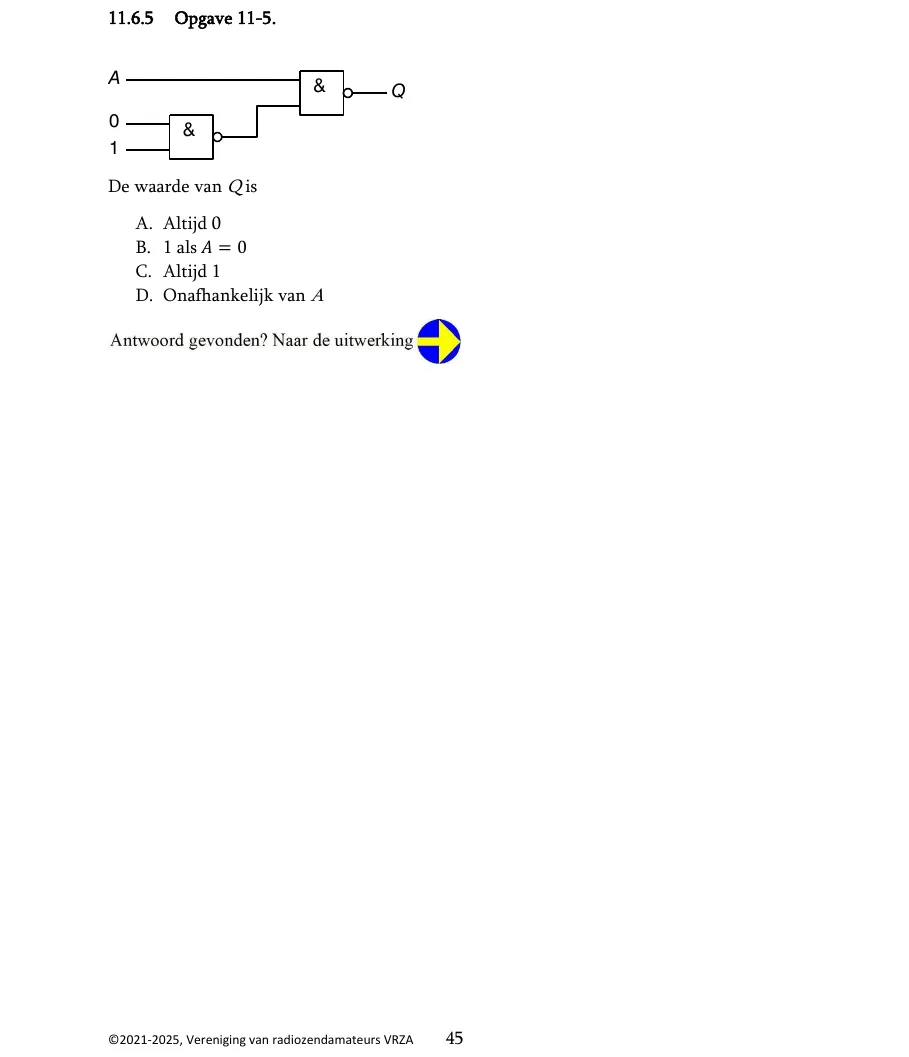 11.6.5 Opgave 11-5.
A
&
Q
0
&
1
De waarde van Q is
A. Altijd 0
B. 1 als A = 0
C. Altijd 1
D. Onafhankelijk van A
Antwoord gevonden? Naar de uitwerking
©2021-2025, Vereniging van radiozendamateurs VRZA 45